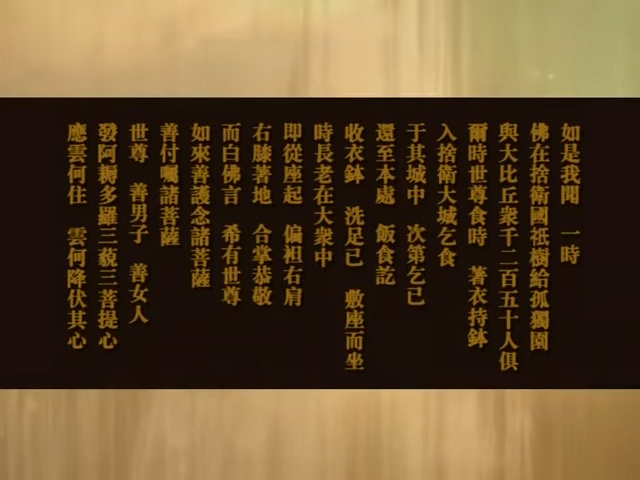 如是我聞　一時
佛在捨衛國祇樹給孤獨園
與大比丘衆千二百五十人俱
爾時世尊食時　著衣持鉢
入捨衛大城乞食
于其城中　次第乞已
還至本處　飯食訖
收衣鉢　洗足已　敷座而坐
時長老在大衆中
即從座起　偏袒右肩
右膝著地　合掌恭敬
而白佛言　希有世尊
如來善護念諸菩薩
善付囑諸菩薩
世尊　善男子　善女人
發阿耨多羅三藐三菩提心
應雲何住　雲何降伏其心